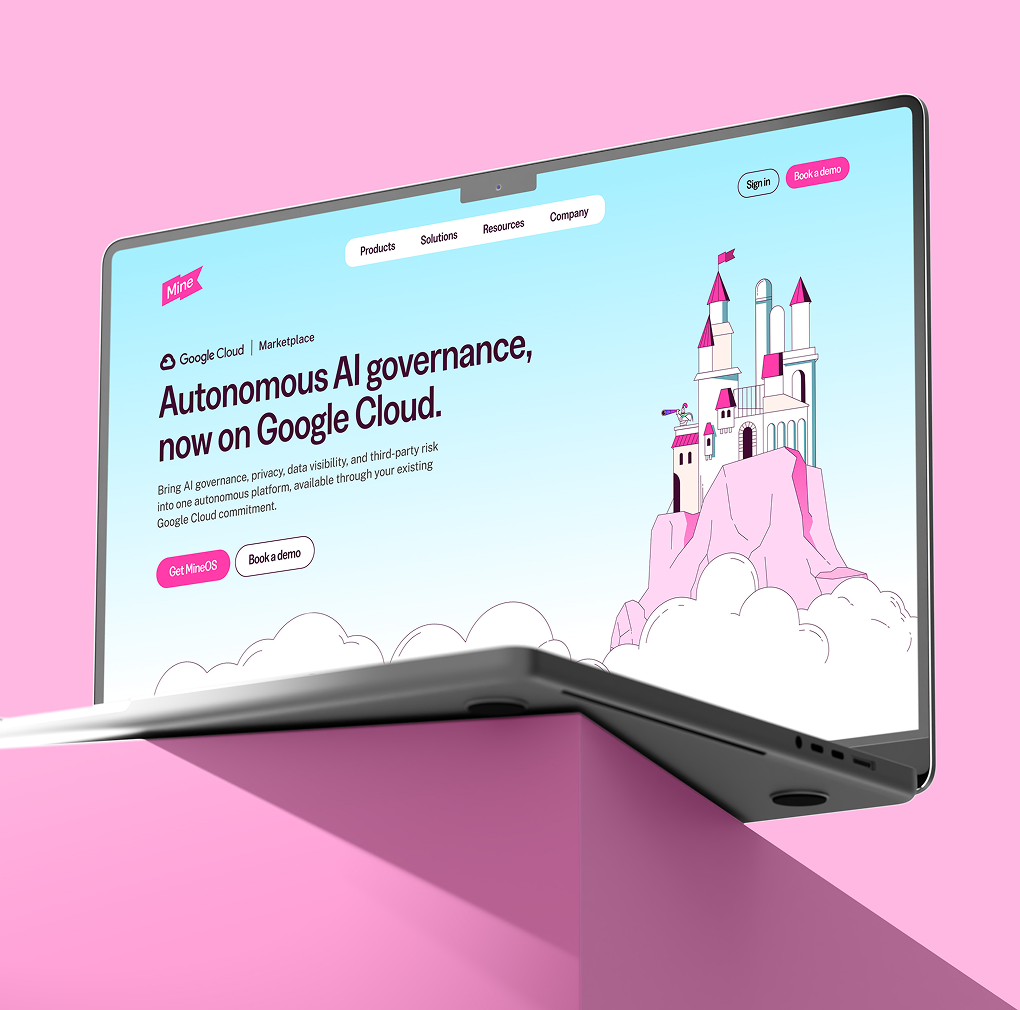 Sign in
Book a demo
Products
Solutions
Resources
Company
Mine
Google Cloud | Marketplace
Autonomous AI governance,
now on Google Cloud.
Bring AI governance, privacy, data visibility, and third-party risk
into one autonomous platform, available through your existing
Google Cloud commitment.
Get MineOS
Book a demo